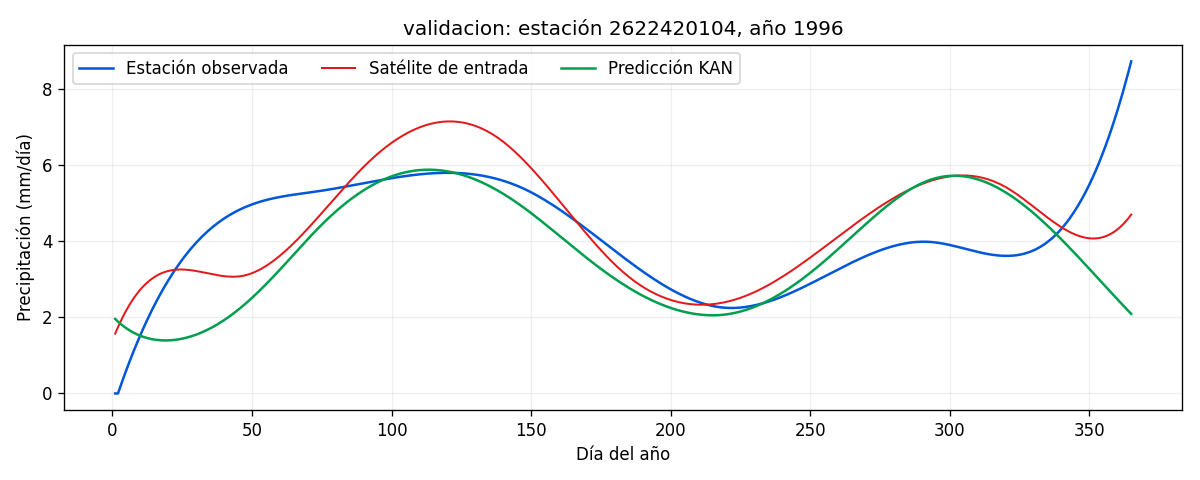 validacion: estación 2622420104, año 1996
Estación observada Satélite de entrada Predicción KAN
Precipitación (mm/día)
8
6
4
2
0
0 50 100 150 200 250 300 350
Día del año